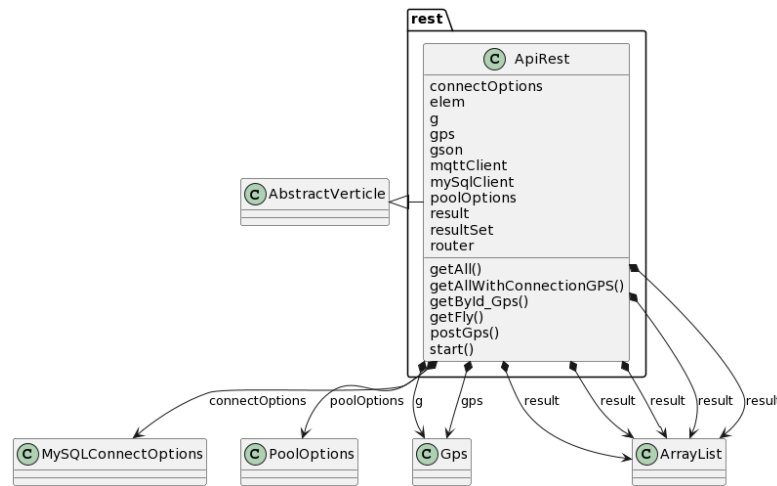 rest
C ApiRest
connectOptions
elem
g
gps
gson
mqttClient
mySqlClient
poolOptions
result
resultSet
router
getAll()
getAllWithConnectionGPS()
getById_Gps()
getFly()
postGps()
start()
C AbstractVerticle
connectOptions
poolOptions
g
gps
result
result
result
result
resul
C MySQLConnectOptions
C PoolOptions
C Gps
C ArrayList